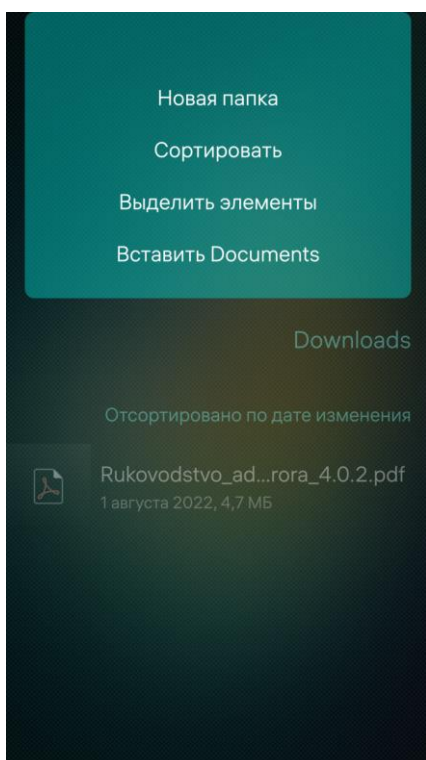 Новая папка
Сортировать
Выделить элементы
Вставить Documents
Downloads
Отсортировано по дате изменения
Rukovodstvo_ad...rora_4.0.2.pdf
1 августа 2022, 4,7 МБ